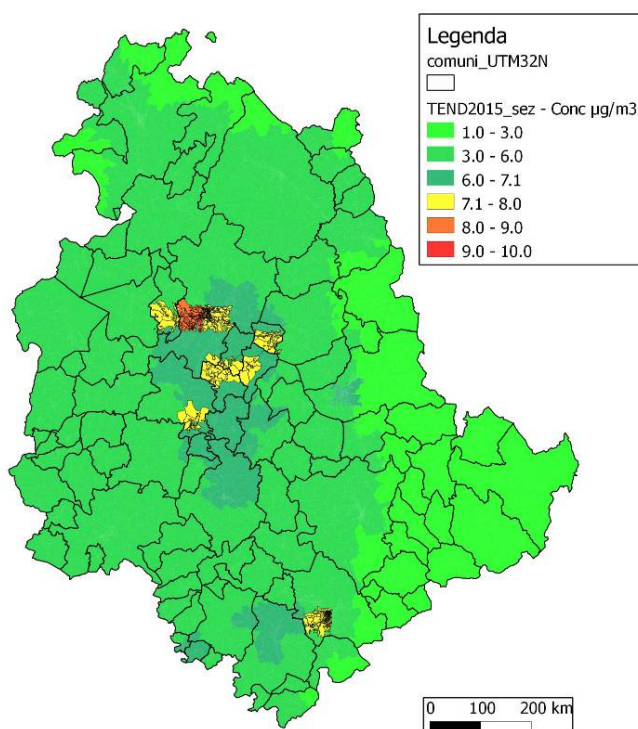 Legenda
comuni_UTM32N
TEND2015_sez - Conc µg/m3
1.0 - 3.0
3.0 - 6.0
6.0 - 7.1
7.1 - 8.0
8.0 - 9.0
9.0 - 10.0
0 100 200 km